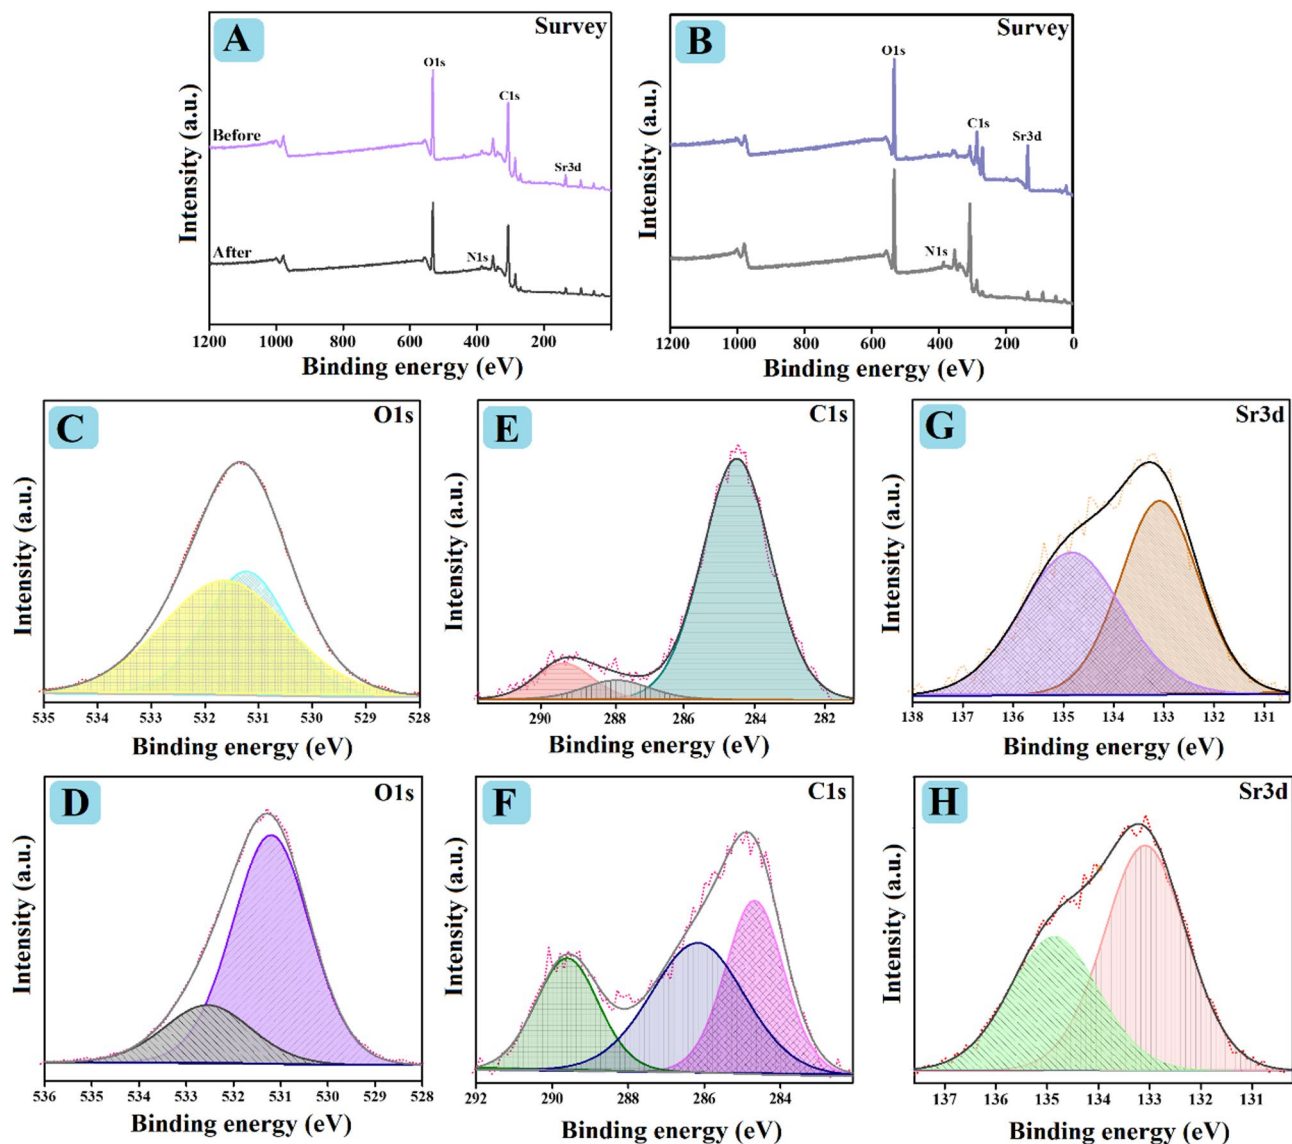 A
Survey
O1s
C1s
Before
Sr3d
After
N1s
Intensity (a.u.)
1200 1000 800 600 400 200
Binding energy (eV)
B
Survey
O1s
C1s
Sr3d
N1s
Intensity (a.u.)
1200 1000 800 600 400 200 0
Binding energy (eV)
C
O1s
Intensity (a.u.)
535 534 533 532 531 530 529 528
Binding energy (eV)
E
C1s
Intensity (a.u.)
290 288 286 284 282
Binding energy (eV)
G
Sr3d
Intensity (a.u.)
138 137 136 135 134 133 132 131
Binding energy (eV)
D
O1s
Intensity (a.u.)
536 535 534 533 532 531 530 529 528
Binding energy (eV)
F
C1s
Intensity (a.u.)
292 290 288 286 284
Binding energy (eV)
H
Sr3d
Intensity (a.u.)
137 136 135 134 133 132 131
Binding energy (eV)